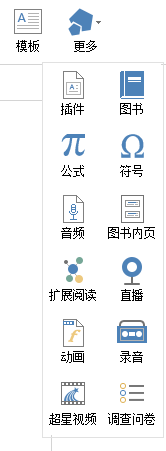 模板 更多
插件 图书
公式 符号
音频 图书内页
扩展阅读 直播
动画 录音
超星视频 调查问卷